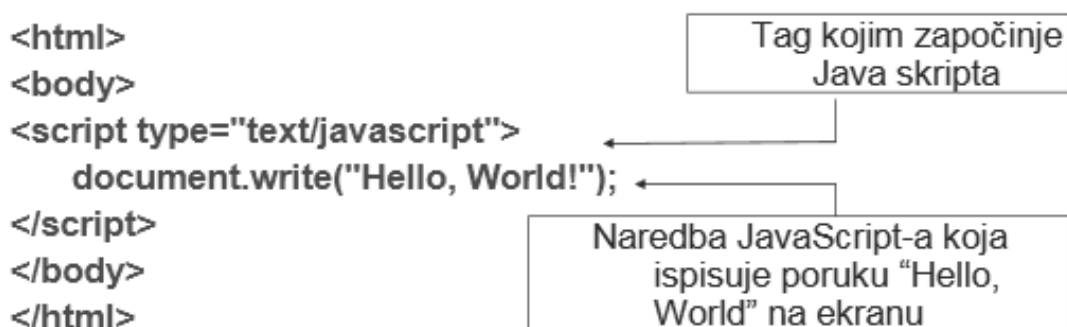 <html>
<body>
<script type="text/javascript">
document.write("Hello, World!");
</script>
</body>
</html>
Tag kojim započinje
Java skripta
Naredba JavaScript-a koja
ispisuje poruku “Hello,
World” na ekranu